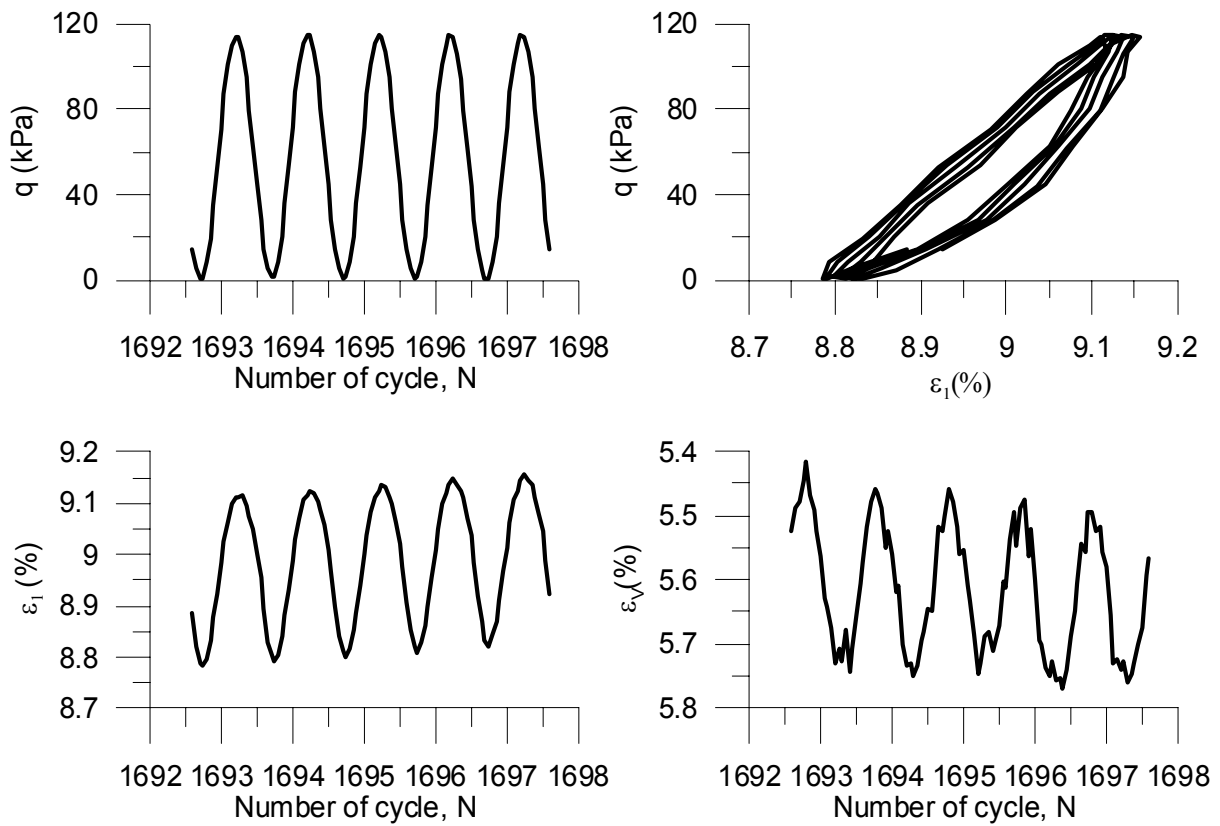 120
80
40
0
q (kPa)
1692 1693 1694 1695 1696 1697 1698
Number of cycle, N
120
80
40
0
q (kPa)
8.7 8.8 8.9 9 9.1 9.2
ε₁(%)
9.2
9.1
9
8.9
8.8
8.7
ε₁ (%)
1692 1693 1694 1695 1696 1697 1698
Number of cycle, N
5.4
5.5
5.6
5.7
5.8
εᵥ(%)
1692 1693 1694 1695 1696 1697 1698
Number of cycle, N